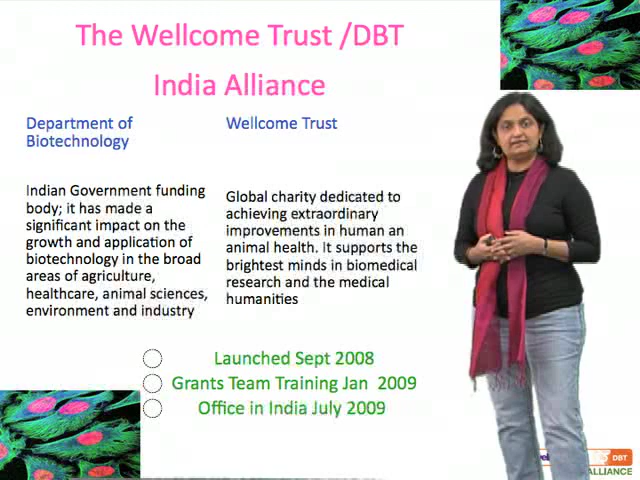 The Wellcome Trust /DBT
India Alliance
Department of
Biotechnology
Wellcome Trust
Indian Government funding
body; it has made a
significant impact on the
growth and application of
biotechnology in the broad
areas of agriculture,
healthcare, animal sciences,
environment and industry
Global charity dedicated to
achieving extraordinary
improvements in human an
animal health. It supports the
brightest minds in biomedical
research and the medical
humanities
Launched Sept 2008
Grants Team Training Jan 2009
Office in India July 2009
DBT
ALLIANCE